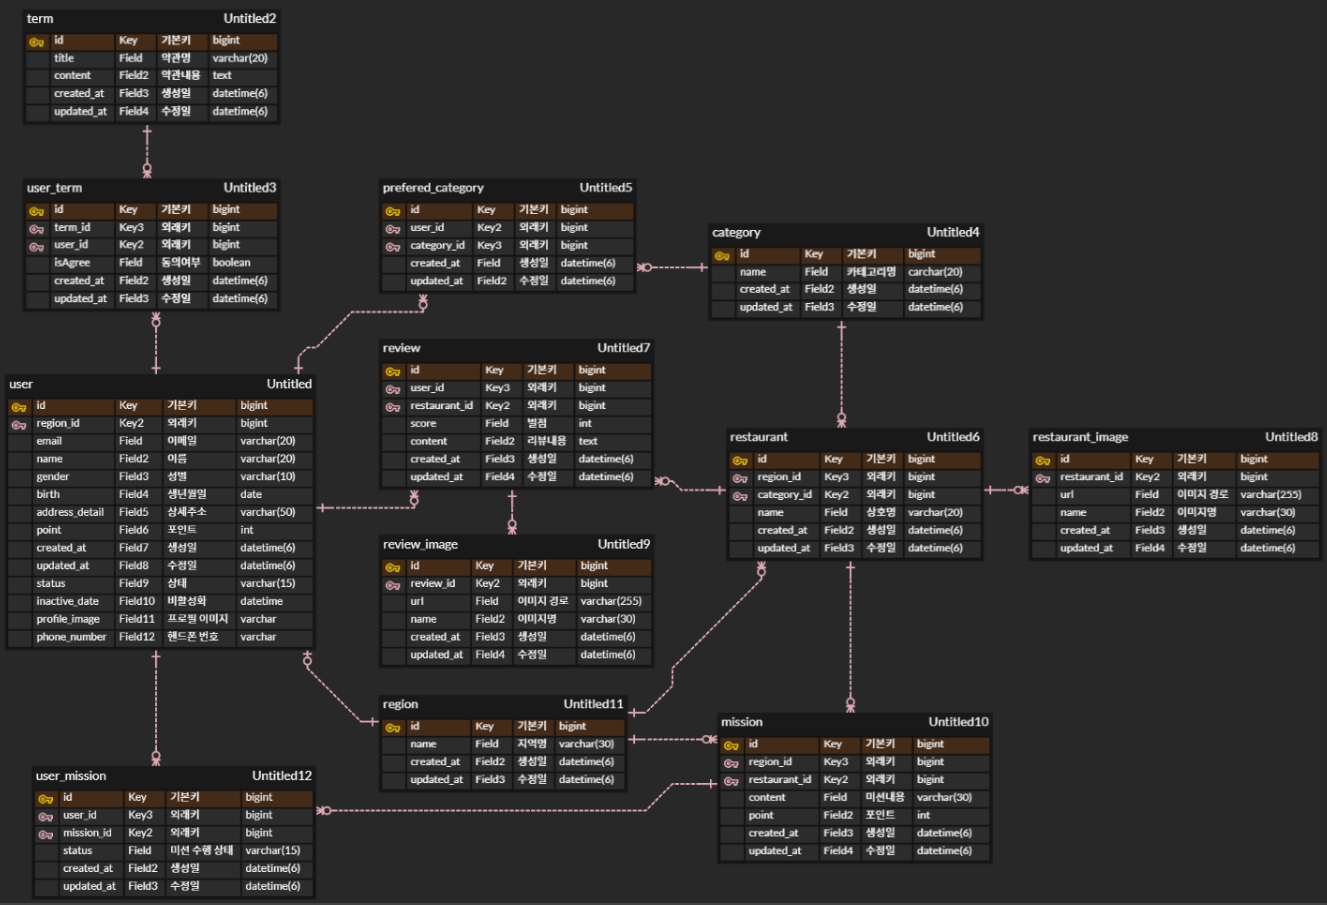 term Untitled2
id Key 기본키 bigint
title Field 약관명 varchar(20)
content Field2 약관내용 text
created_at Field3 생성일 datetime(6)
updated_at Field4 수정일 datetime(6)
user_term Untitled3
id Key 기본키 bigint
term_id Key3 외래키 bigint
user_id Key2 외래키 bigint
isAgree Field 동의여부 boolean
created_at Field2 생성일 datetime(6)
updated_at Field3 수정일 datetime(6)
prefered_category Untitled5
id Key 기본키 bigint
user_id Key2 외래키 bigint
category_id Key3 외래키 bigint
created_at Field 생성일 datetime(6)
updated_at Field2 수정일 datetime(6)
category Untitled4
id Key 기본키 bigint
name Field 카테고리명 carchar(20)
created_at Field2 생성일 datetime(6)
updated_at Field3 수정일 datetime(6)
user Untitled
id Key 기본키 bigint
region_id Key2 외래키 bigint
email Field 이메일 varchar(20)
name Field2 이름 varchar(20)
gender Field3 성별 varchar(10)
birth Field4 생년월일 date
address_detail Field5 상세주소 varchar(50)
point Field6 포인트 int
created_at Field7 생성일 datetime(6)
updated_at Field8 수정일 datetime(6)
status Field9 상태 varchar(15)
inactive_date Field10 비활성화 datetime
profile_image Field11 프로필 이미지 varchar
phone_number Field12 핸드폰 번호 varchar
review Untitled7
id Key 기본키 bigint
user_id Key3 외래키 bigint
restaurant_id Key2 외래키 bigint
score Field 별점 int
content Field2 리뷰내용 text
created_at Field3 생성일 datetime(6)
updated_at Field4 수정일 datetime(6)
restaurant Untitled6
id Key 기본키 bigint
region_id Key3 외래키 bigint
category_id Key2 외래키 bigint
name Field 상호명 varchar(20)
created_at Field2 생성일 datetime(6)
updated_at Field3 수정일 datetime(6)
restaurant_image Untitled8
id Key 기본키 bigint
restaurant_id Key2 외래키 bigint
url Field 이미지 경로 varchar(255)
name Field2 이미지명 varchar(30)
created_at Field3 생성일 datetime(6)
updated_at Field4 수정일 datetime(6)
review_image Untitled9
id Key 기본키 bigint
review_id Key2 외래키 bigint
url Field 이미지 경로 varchar(255)
name Field2 이미지명 varchar(30)
created_at Field3 생성일 datetime(6)
updated_at Field4 수정일 datetime(6)
region Untitled11
id Key 기본키 bigint
name Field 지역명 varchar(30)
created_at Field2 생성일 datetime(6)
updated_at Field3 수정일 datetime(6)
mission Untitled10
id Key 기본키 bigint
region_id Key3 외래키 bigint
restaurant_id Key2 외래키 bigint
content Field 미션내용 varchar(30)
point Field2 포인트 int
created_at Field3 생성일 datetime(6)
updated_at Field4 수정일 datetime(6)
user_mission Untitled12
id Key 기본키 bigint
user_id Key3 외래키 bigint
mission_id Key2 외래키 bigint
status Field 미션 수행 상태 varchar(15)
created_at Field2 생성일 datetime(6)
updated_at Field3 수정일 datetime(6)